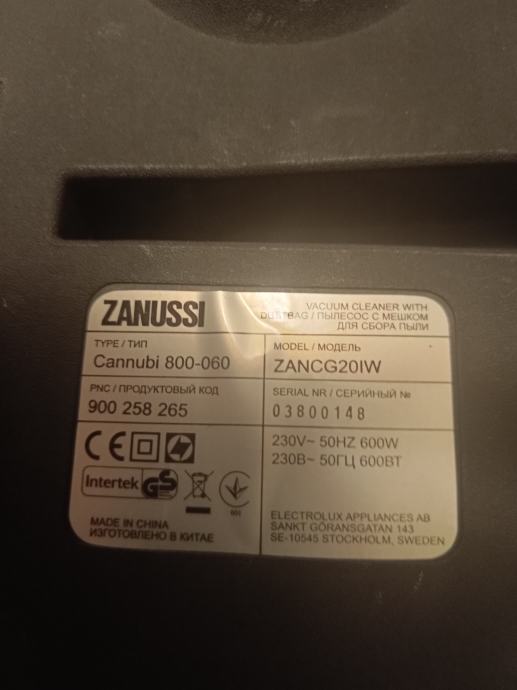 ZANUSSI
VACUUM CLEANER WITH
DUSTBAG / ПЫЛЕСОС С МЕШКОМ
ДЛЯ СБОРА ПЫЛИ
TYPE / ТИП
Cannubi 800-060
MODEL / МОДЕЛЬ
ZANCG20IW
PNC / ПРОДУКТОВЫЙ КОД
900 258 265
SERIAL NR / СЕРИЙНЫЙ №
03800148
CE
230V~ 50HZ 600W
230В~ 50ГЦ 600ВТ
Intertek GS
MADE IN CHINA
ИЗГОТОВЛЕНО В КИТАЕ
ELECTROLUX APPLIANCES AB
SANKT GÖRANSGATAN 143
SE-10545 STOCKHOLM, SWEDEN